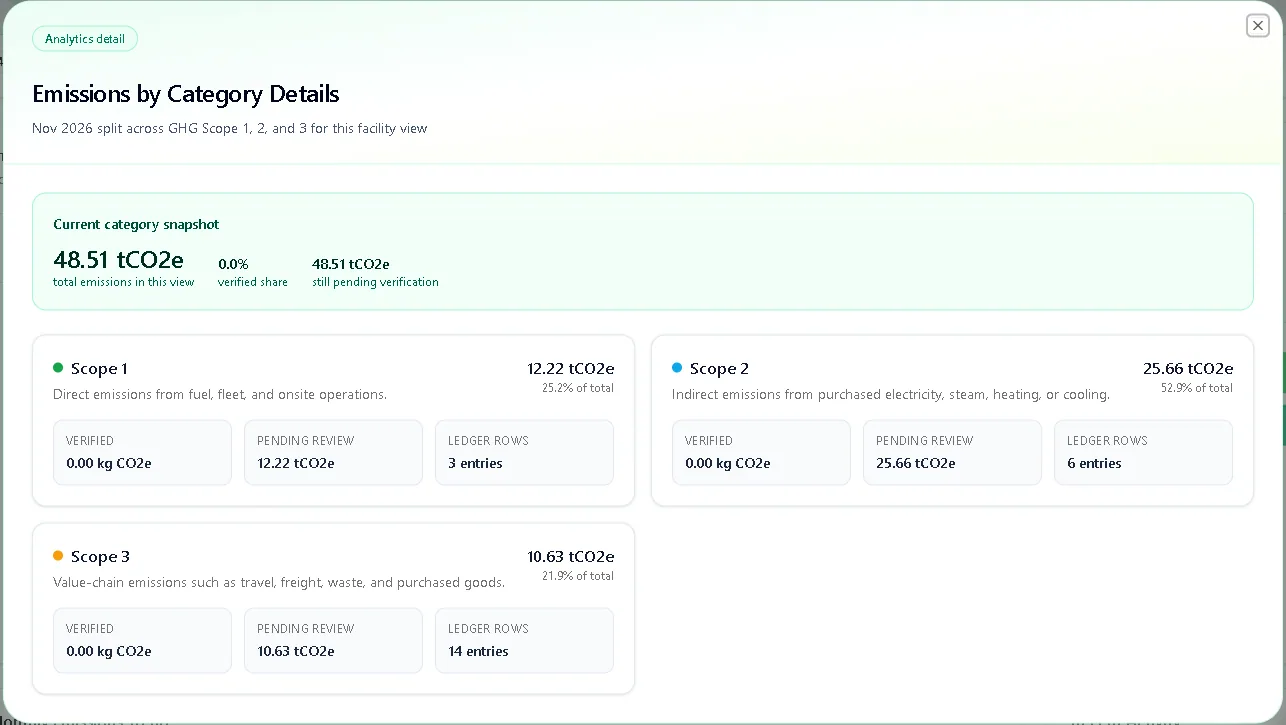 Analytics detail
Emissions by Category Details
Nov 2026 split across GHG Scope 1, 2, and 3 for this facility view
Current category snapshot
48.51 tCO2e
total emissions in this view
0.0%
verified share
48.51 tCO2e
still pending verification
Scope 1
12.22 tCO2e
Direct emissions from fuel, fleet, and onsite operations.
25.2% of total
VERIFIED
0.00 kg CO2e
PENDING REVIEW
12.22 tCO2e
LEDGER ROWS
3 entries
Scope 2
25.66 tCO2e
Indirect emissions from purchased electricity, steam, heating, or cooling.
52.9% of total
VERIFIED
0.00 kg CO2e
PENDING REVIEW
25.66 tCO2e
LEDGER ROWS
6 entries
Scope 3
10.63 tCO2e
Value-chain emissions such as travel, freight, waste, and purchased goods.
21.9% of total
VERIFIED
0.00 kg CO2e
PENDING REVIEW
10.63 tCO2e
LEDGER ROWS
14 entries